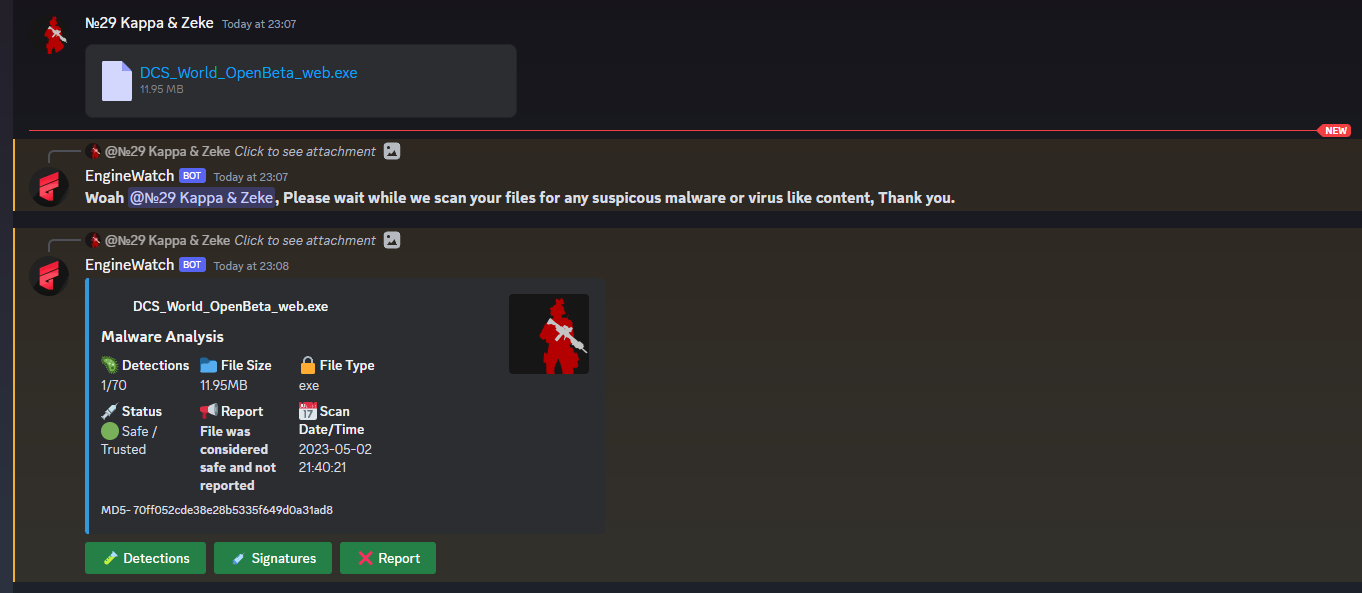 №29 Kappa & Zeke Today at 23:07
DCS_World_OpenBeta_web.exe
11.95 MB
NEW
@№29 Kappa & Zeke Click to see attachment
EngineWatch BOT Today at 23:07
Woah @№29 Kappa & Zeke, Please wait while we scan your files for any suspicous malware or virus like content, Thank you.
@№29 Kappa & Zeke Click to see attachment
EngineWatch BOT Today at 23:08
DCS_World_OpenBeta_web.exe
Malware Analysis
Detections File Size File Type
1/70 11.95MB exe
Status Report Scan
Date/Time
Safe /
Trusted
File was
considered
safe and not
reported
2023-05-02
21:40:21
MD5- 70ff052cde38e28b5335f649d0a31ad8
Detections Signatures Report